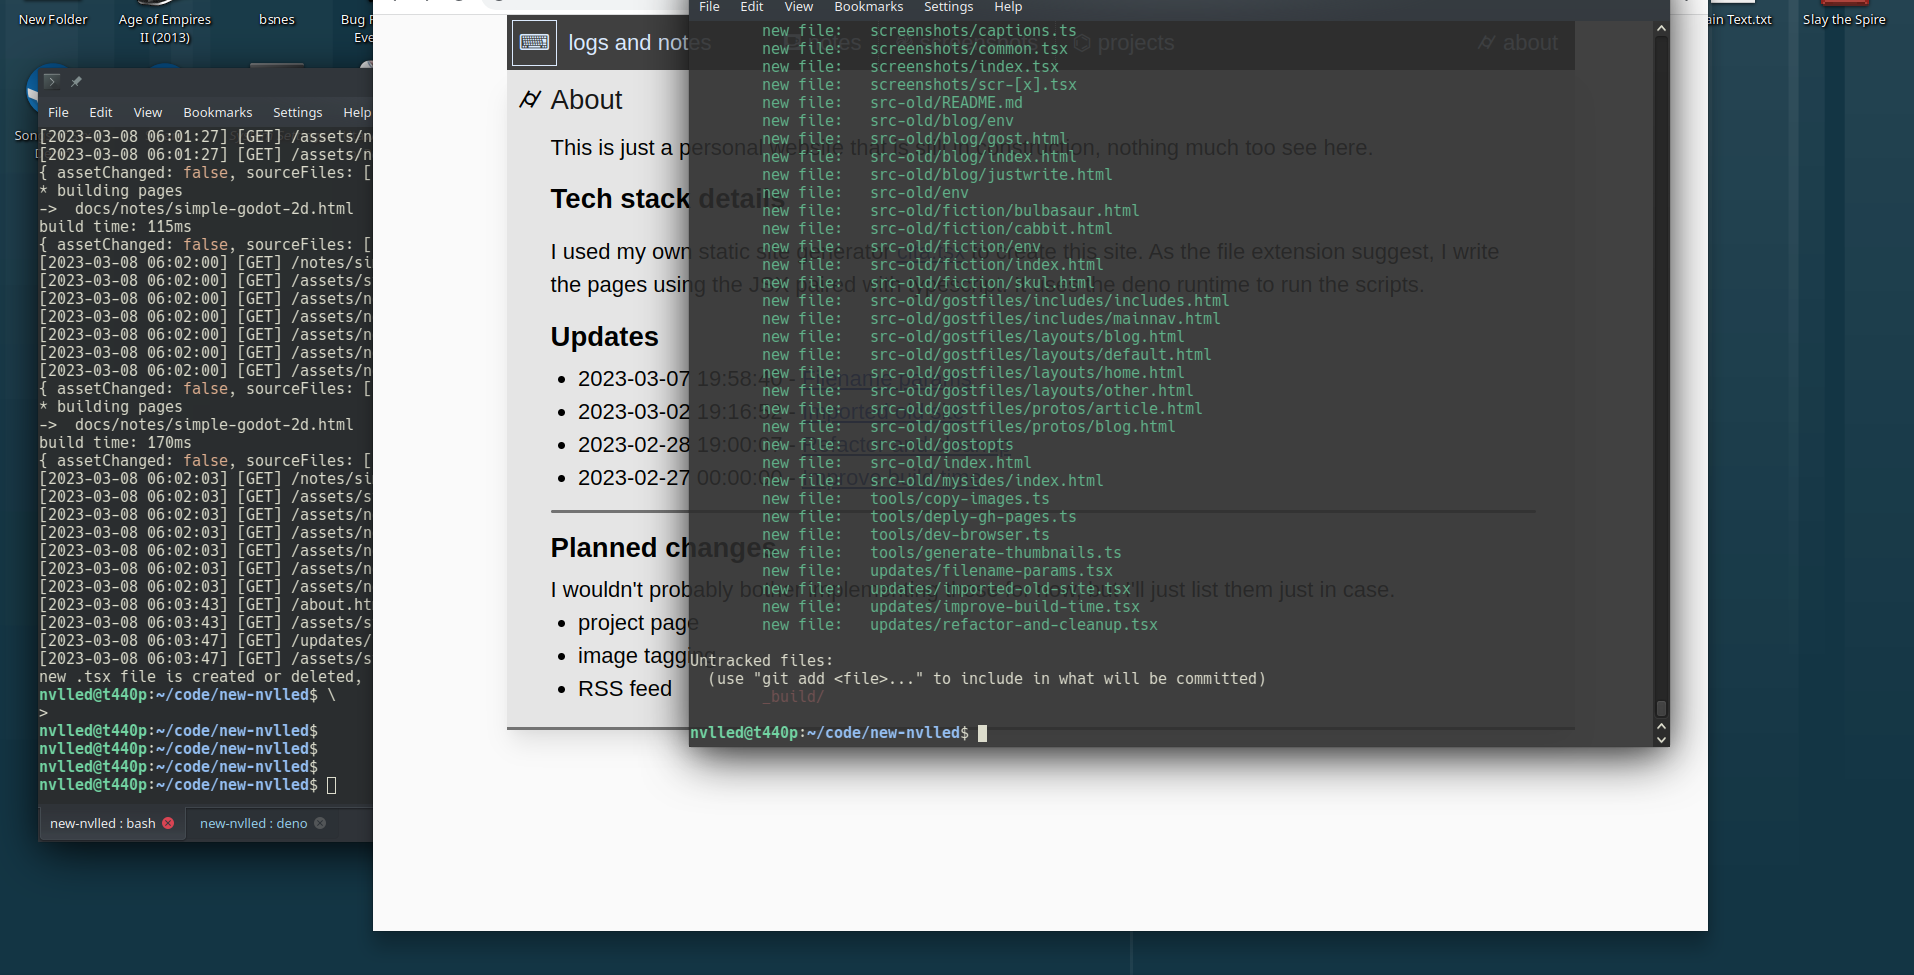 New Folder
Age of Empires
II (2013)
bsnes
Bug
Eve
ain Text.txt
Slay the Spire
Son
[
File Edit View Bookmarks Settings Help
[2023-03-08 06:01:27] [GET] /assets/n
[2023-03-08 06:01:27] [GET] /assets/n
{ assetChanged: false, sourceFiles: [
* building pages
-> docs/notes/simple-godot-2d.html
build time: 115ms
{ assetChanged: false, sourceFiles: [
[2023-03-08 06:02:00] [GET] /notes/si
[2023-03-08 06:02:00] [GET] /assets/s
[2023-03-08 06:02:00] [GET] /assets/n
[2023-03-08 06:02:00] [GET] /assets/n
[2023-03-08 06:02:00] [GET] /assets/n
[2023-03-08 06:02:00] [GET] /assets/n
[2023-03-08 06:02:00] [GET] /assets/n
{ assetChanged: false, sourceFiles: [
* building pages
-> docs/notes/simple-godot-2d.html
build time: 170ms
{ assetChanged: false, sourceFiles: [
[2023-03-08 06:02:03] [GET] /notes/si
[2023-03-08 06:02:03] [GET] /assets/s
[2023-03-08 06:02:03] [GET] /assets/n
[2023-03-08 06:02:03] [GET] /assets/n
[2023-03-08 06:02:03] [GET] /assets/n
[2023-03-08 06:02:03] [GET] /assets/n
[2023-03-08 06:02:03] [GET] /assets/n
[2023-03-08 06:03:43] [GET] /about.ht
[2023-03-08 06:03:43] [GET] /assets/s
[2023-03-08 06:03:47] [GET] /updates/
[2023-03-08 06:03:47] [GET] /assets/s
new .tsx file is created or deleted,
nvlled@t440p:~/code/new-nvlled$ \
>
nvlled@t440p:~/code/new-nvlled$
nvlled@t440p:~/code/new-nvlled$
nvlled@t440p:~/code/new-nvlled$
nvlled@t440p:~/code/new-nvlled$
new-nvlled : bash new-nvlled : deno
logs and notes notes screenshots projects about
About
This is just a personal website that is under construction, nothing much too see here.
Tech stack details
I used my own static site generator to create this site. As the file extension suggest, I write
the pages using the JSX paired with typescript. I use the deno runtime to run the scripts.
Updates
2023-03-07 19:58:40 - Filename params
2023-03-02 19:16:52 - Imported old site
2023-02-28 19:00:07 - Refactor and cleanup
2023-02-27 00:00:00 - Improve build time
Planned changes
I wouldn't probably bother implementing I'll just list them just in case.
project page
image tagging
RSS feed
File Edit View Bookmarks Settings Help
new file: screenshots/captions.ts
new file: screenshots/common.tsx
new file: screenshots/index.tsx
new file: screenshots/scr-[x].tsx
new file: src-old/README.md
new file: src-old/blog/env
new file: src-old/blog/gost.html
new file: src-old/blog/index.html
new file: src-old/blog/justwrite.html
new file: src-old/env
new file: src-old/fiction/bulbasaur.html
new file: src-old/fiction/cabbit.html
new file: src-old/fiction/env
new file: src-old/fiction/index.html
new file: src-old/fiction/skul.html
new file: src-old/gostfiles/includes/includes.html
new file: src-old/gostfiles/includes/mainnav.html
new file: src-old/gostfiles/layouts/blog.html
new file: src-old/gostfiles/layouts/default.html
new file: src-old/gostfiles/layouts/home.html
new file: src-old/gostfiles/layouts/other.html
new file: src-old/gostfiles/protos/article.html
new file: src-old/gostfiles/protos/blog.html
new file: src-old/gostopts
new file: src-old/index.html
new file: src-old/mysides/index.html
new file: tools/copy-images.ts
new file: tools/deply-gh-pages.ts
new file: tools/dev-browser.ts
new file: tools/generate-thumbnails.ts
new file: updates/filename-params.tsx
new file: updates/imported-old-site.tsx
new file: updates/improve-build-time.tsx
new file: updates/refactor-and-cleanup.tsx
Untracked files:
(use "git add <file>..." to include in what will be committed)
_build/
nvlled@t440p:~/code/new-nvlled$